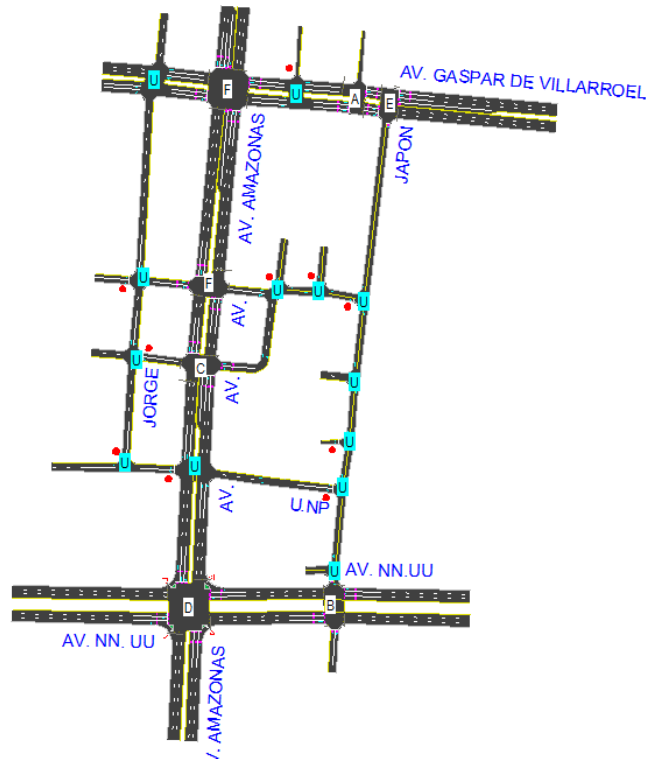 AV. GASPAR DE VILLARROEL
U
F
U
A
E
JAPON
AV. AMAZONAS
U
F
U
U
U
AV.
U
C
U
AV.
JORGE
U
U
U
U
AV.
U.NP
U
AV. NN.UU
D
B
AV. NN. UU
V. AMAZONAS